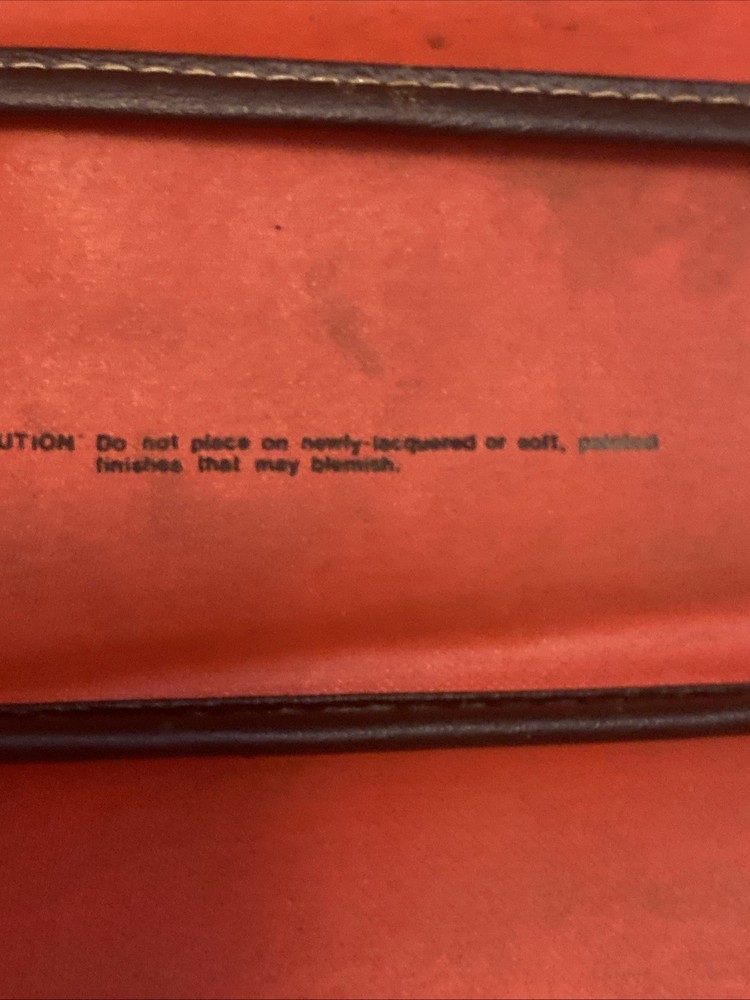 UTION: Do not place on newly-lacquered or soft, painted
finishes that may blemish.